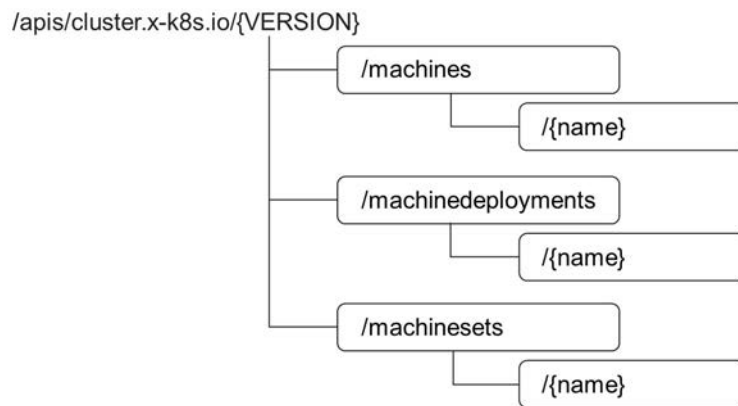 /apis/cluster.x-k8s.io/{VERSION}
/machines
/{name}
/machinedeployments
/{name}
/machinesets
/{name}